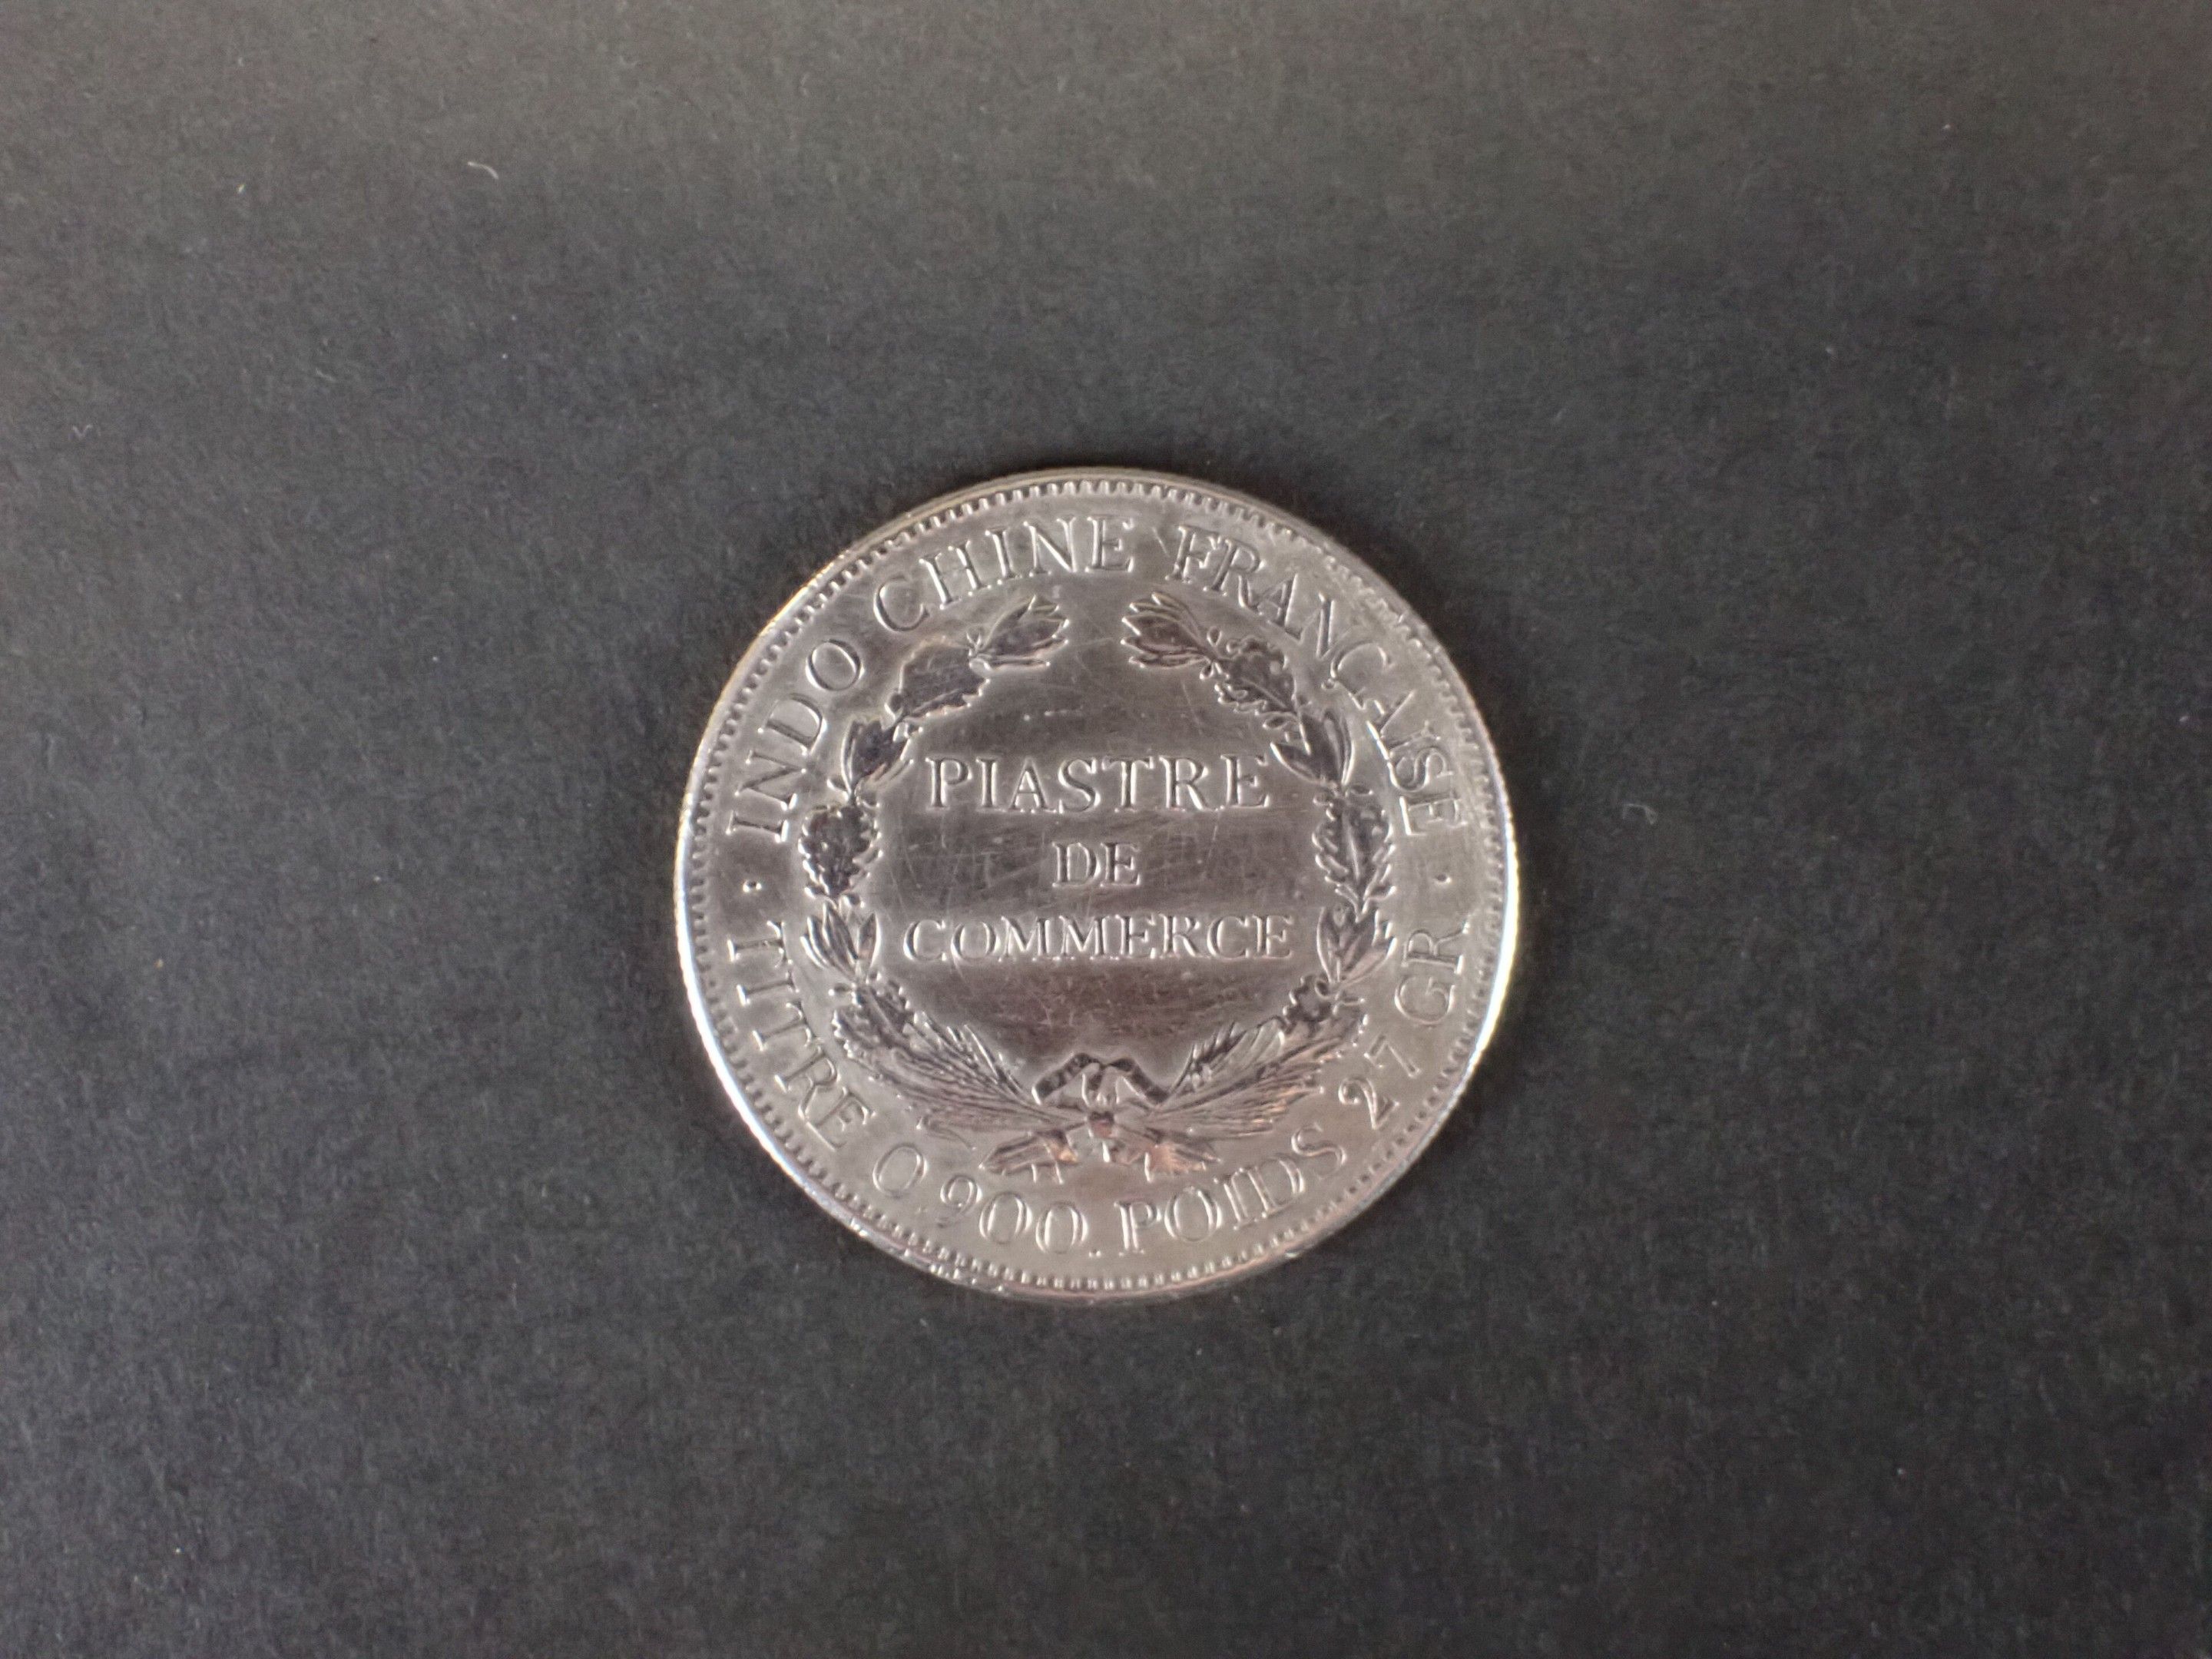 INDO CHINE FRANÇAISE
PIASTRE
DE
COMMERCE
· TITRE 0 900. POIDS 27 GR ·